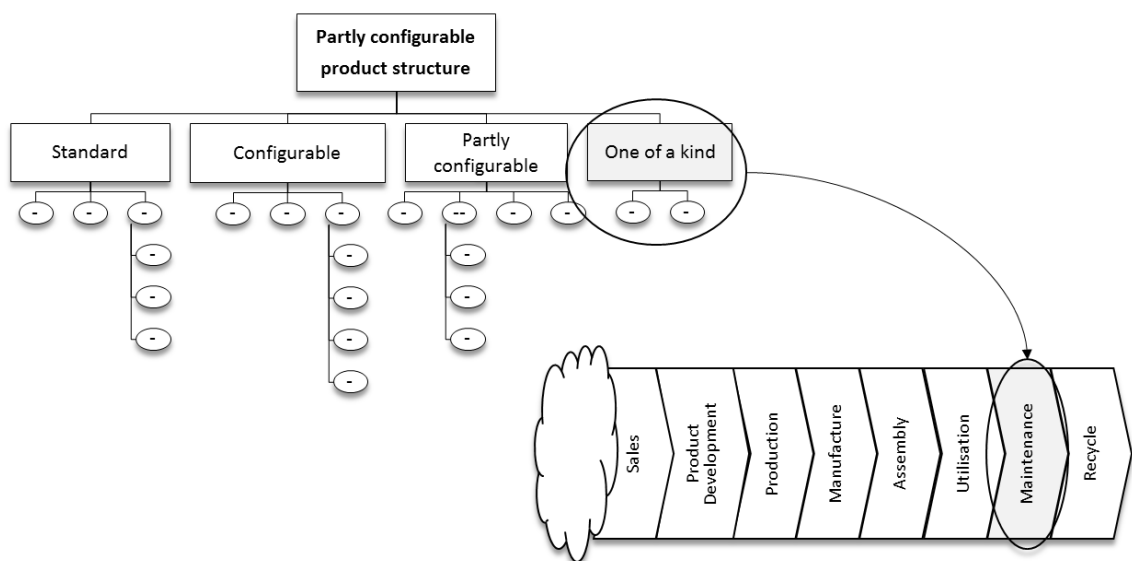 Partly configurable
product structure
Standard
Configurable
Partly
configurable
One of a kind
- - - - - - - -- - - - -
- - -
- - -
- - -
-
Sales
Product
Development
Production
Manufacture
Assembly
Utilisation
Maintenance
Recycle